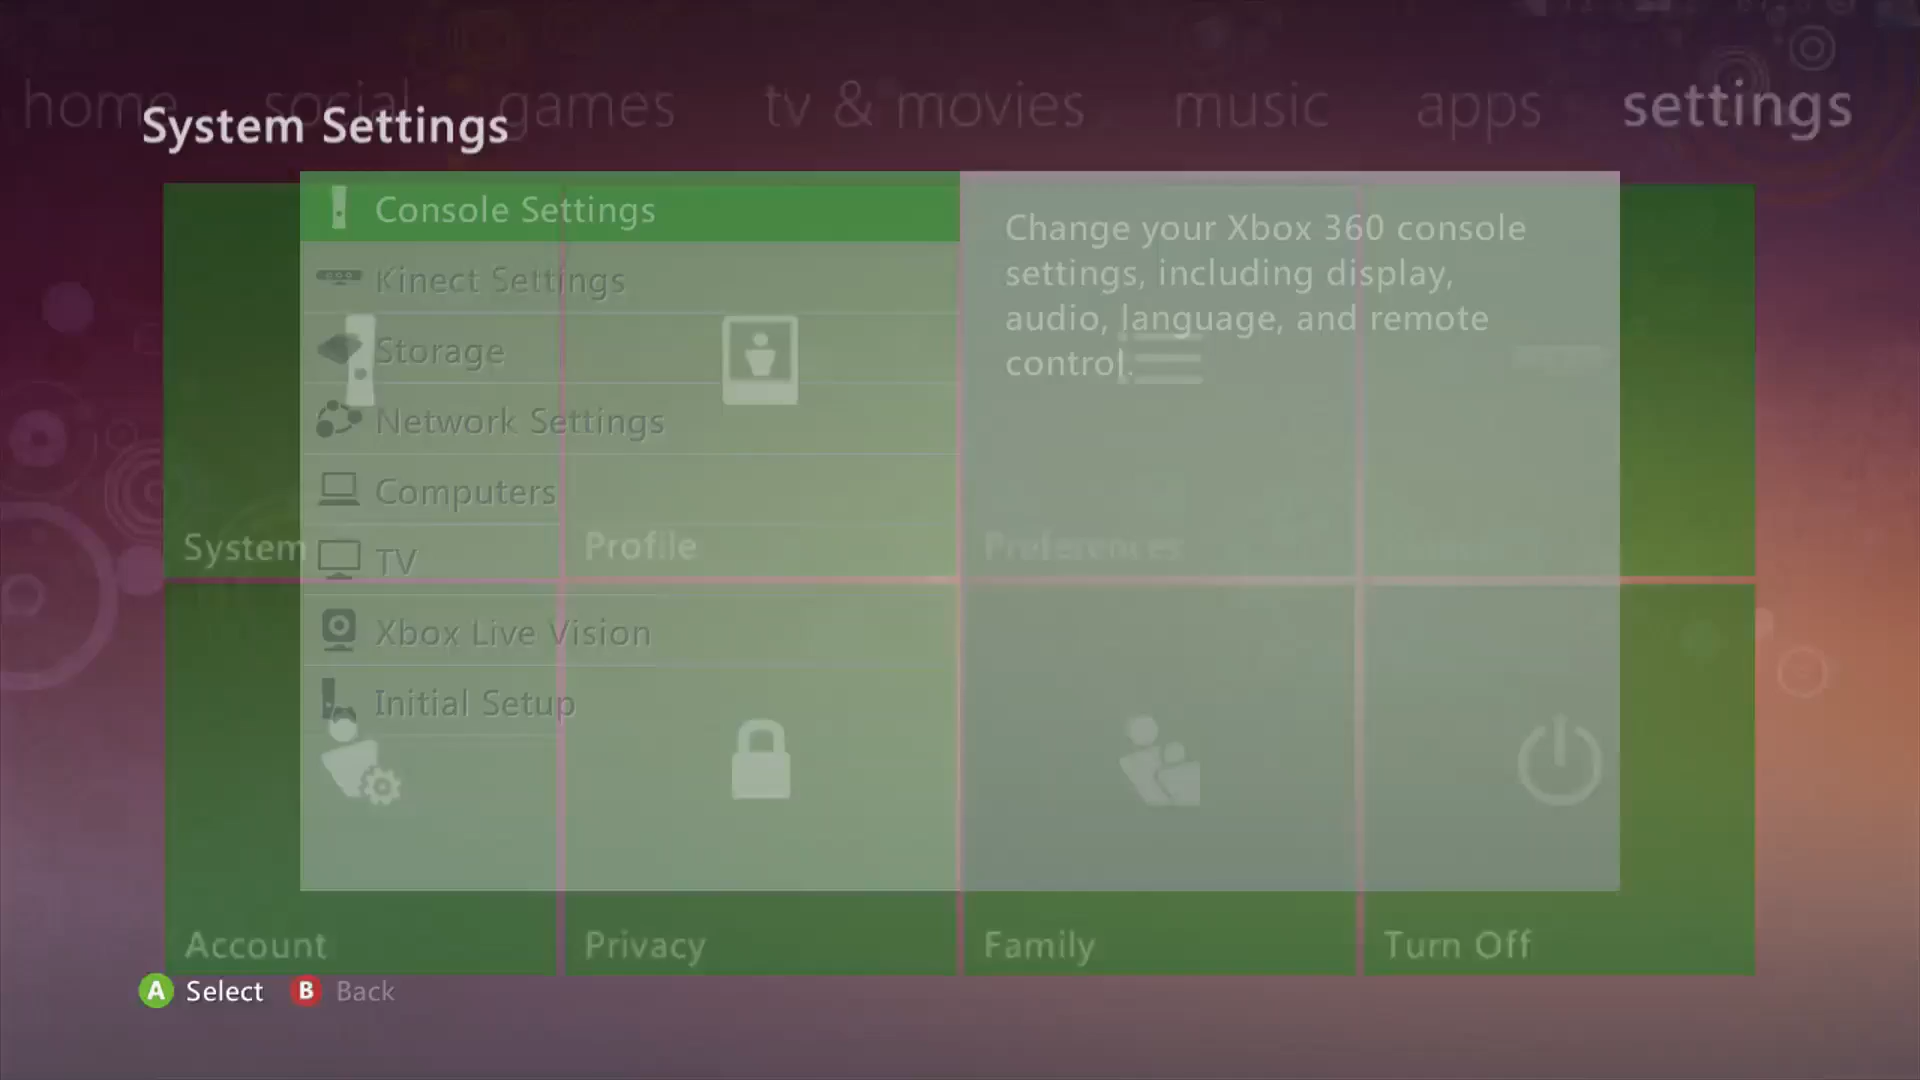 home social games tv & movies music apps settings
System Settings
Console Settings
Kinect Settings
Storage
Network Settings
Computers
TV
Xbox Live Vision
Initial Setup
Change your Xbox 360 console
settings, including display,
audio, language, and remote
control.
System Profile Preferences
Account Privacy Family Turn Off
A Select B Back